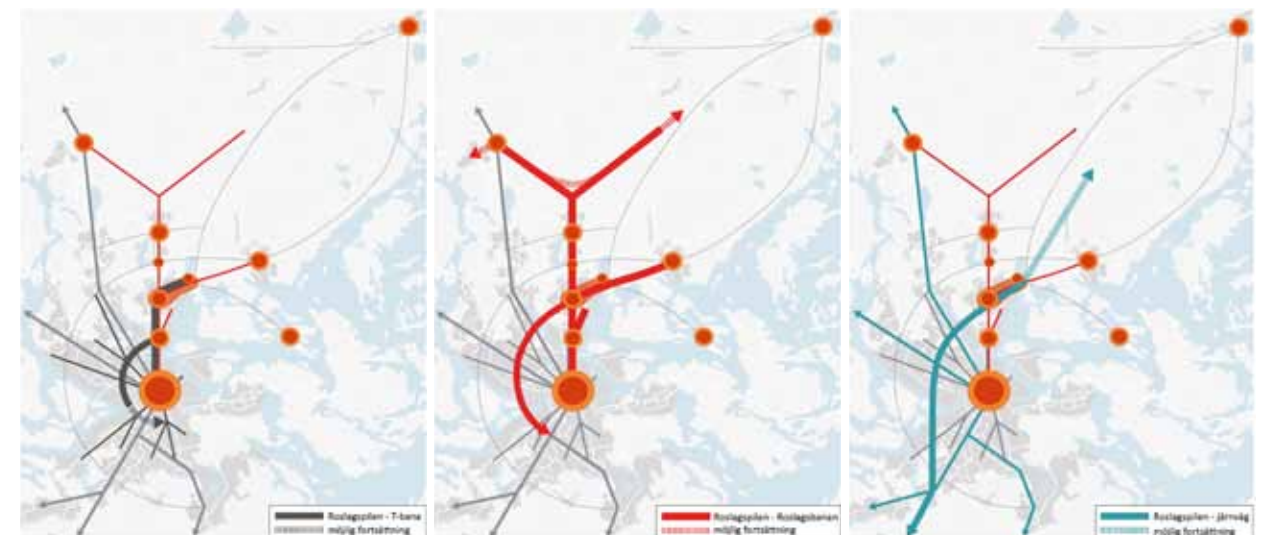 Roslagspilen - T-bana
möjlig fortsättning
Roslagspilen - Roslagsbanan
möjlig fortsättning
Roslagspilen - järnväg
möjlig fortsättning